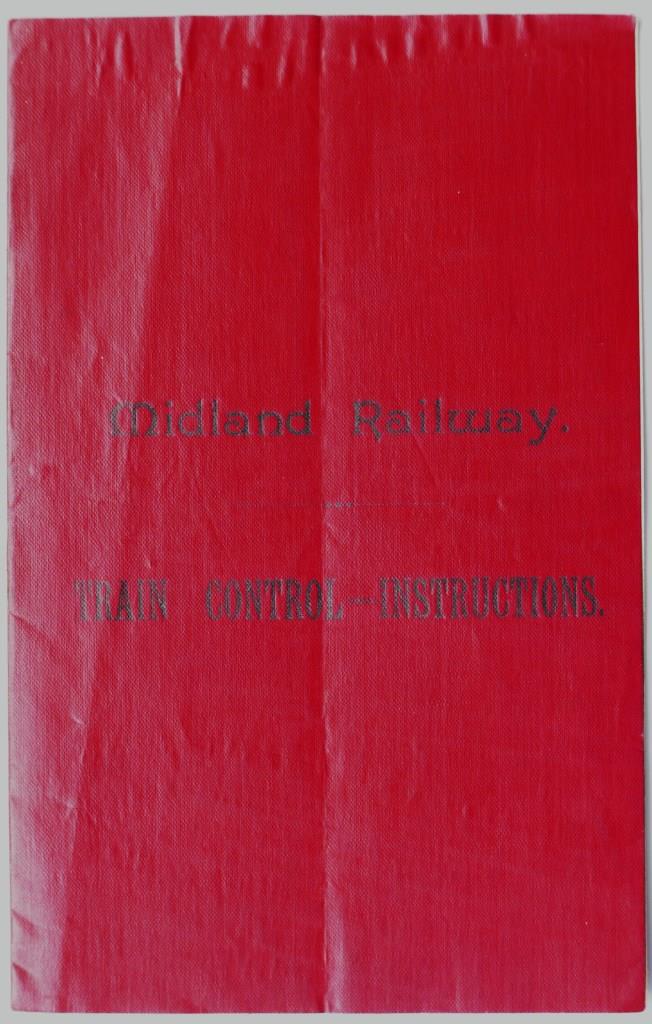 Midland Railway.
TRAIN CONTROL—INSTRUCTIONS.